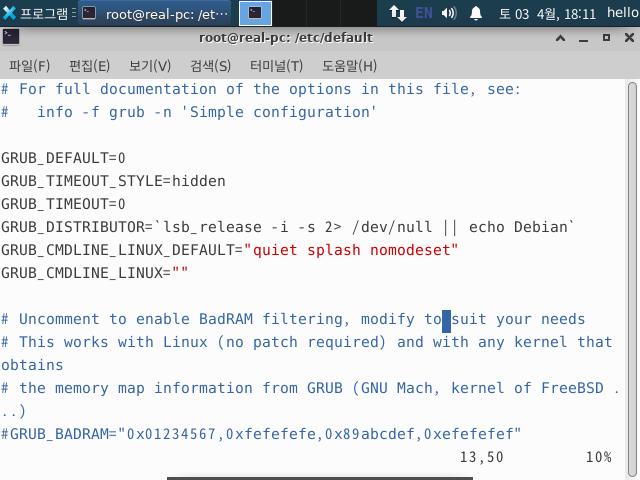 프로그램
root@real-pc: /et···
EN
토 03 4월, 18:11
hello
root@real-pc: /etc/default
파일(F) 편집(E) 보기(V) 검색(S) 터미널(T) 도움말(H)
# For full documentation of the options in this file, see:
#   info -f grub -n 'Simple configuration'
GRUB_DEFAULT=0
GRUB_TIMEOUT_STYLE=hidden
GRUB_TIMEOUT=0
GRUB_DISTRIBUTOR=`lsb_release -i -s 2> /dev/null || echo Debian`
GRUB_CMDLINE_LINUX_DEFAULT="quiet splash nomodeset"
GRUB_CMDLINE_LINUX=""
# Uncomment to enable BadRAM filtering, modify to suit your needs
# This works with Linux (no patch required) and with any kernel that
obtains
# the memory map information from GRUB (GNU Mach, kernel of FreeBSD .
..)
#GRUB_BADRAM="0x01234567,0xfefefefe,0x89abcdef,0xefefefef"
13,50 10%